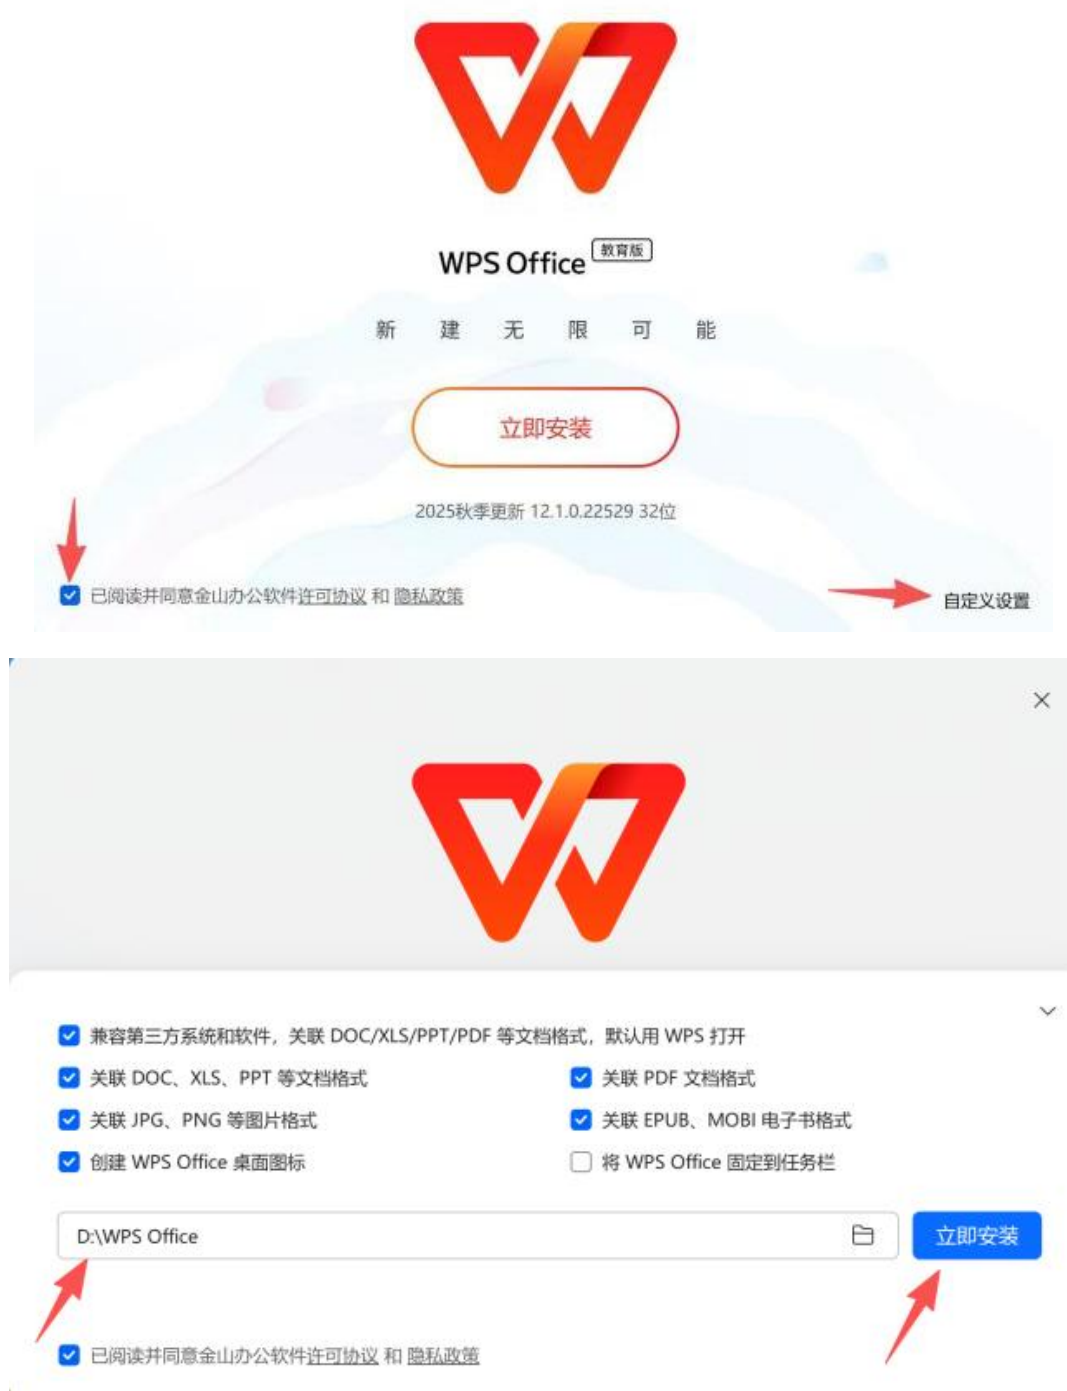 WPS Office 教育版
新建无限可能
立即安装
2025秋季更新 12.1.0.22529 32位
已阅读并同意金山办公软件许可协议 和 隐私政策
自定义设置
兼容第三方系统和软件，关联 DOC/XLS/PPT/PDF 等文档格式，默认用 WPS 打开
关联 DOC、XLS、PPT 等文档格式
关联 PDF 文档格式
关联 JPG、PNG 等图片格式
关联 EPUB、MOBI 电子书格式
创建 WPS Office 桌面图标
将 WPS Office 固定到任务栏
D:\WPS Office
立即安装
已阅读并同意金山办公软件许可协议 和 隐私政策